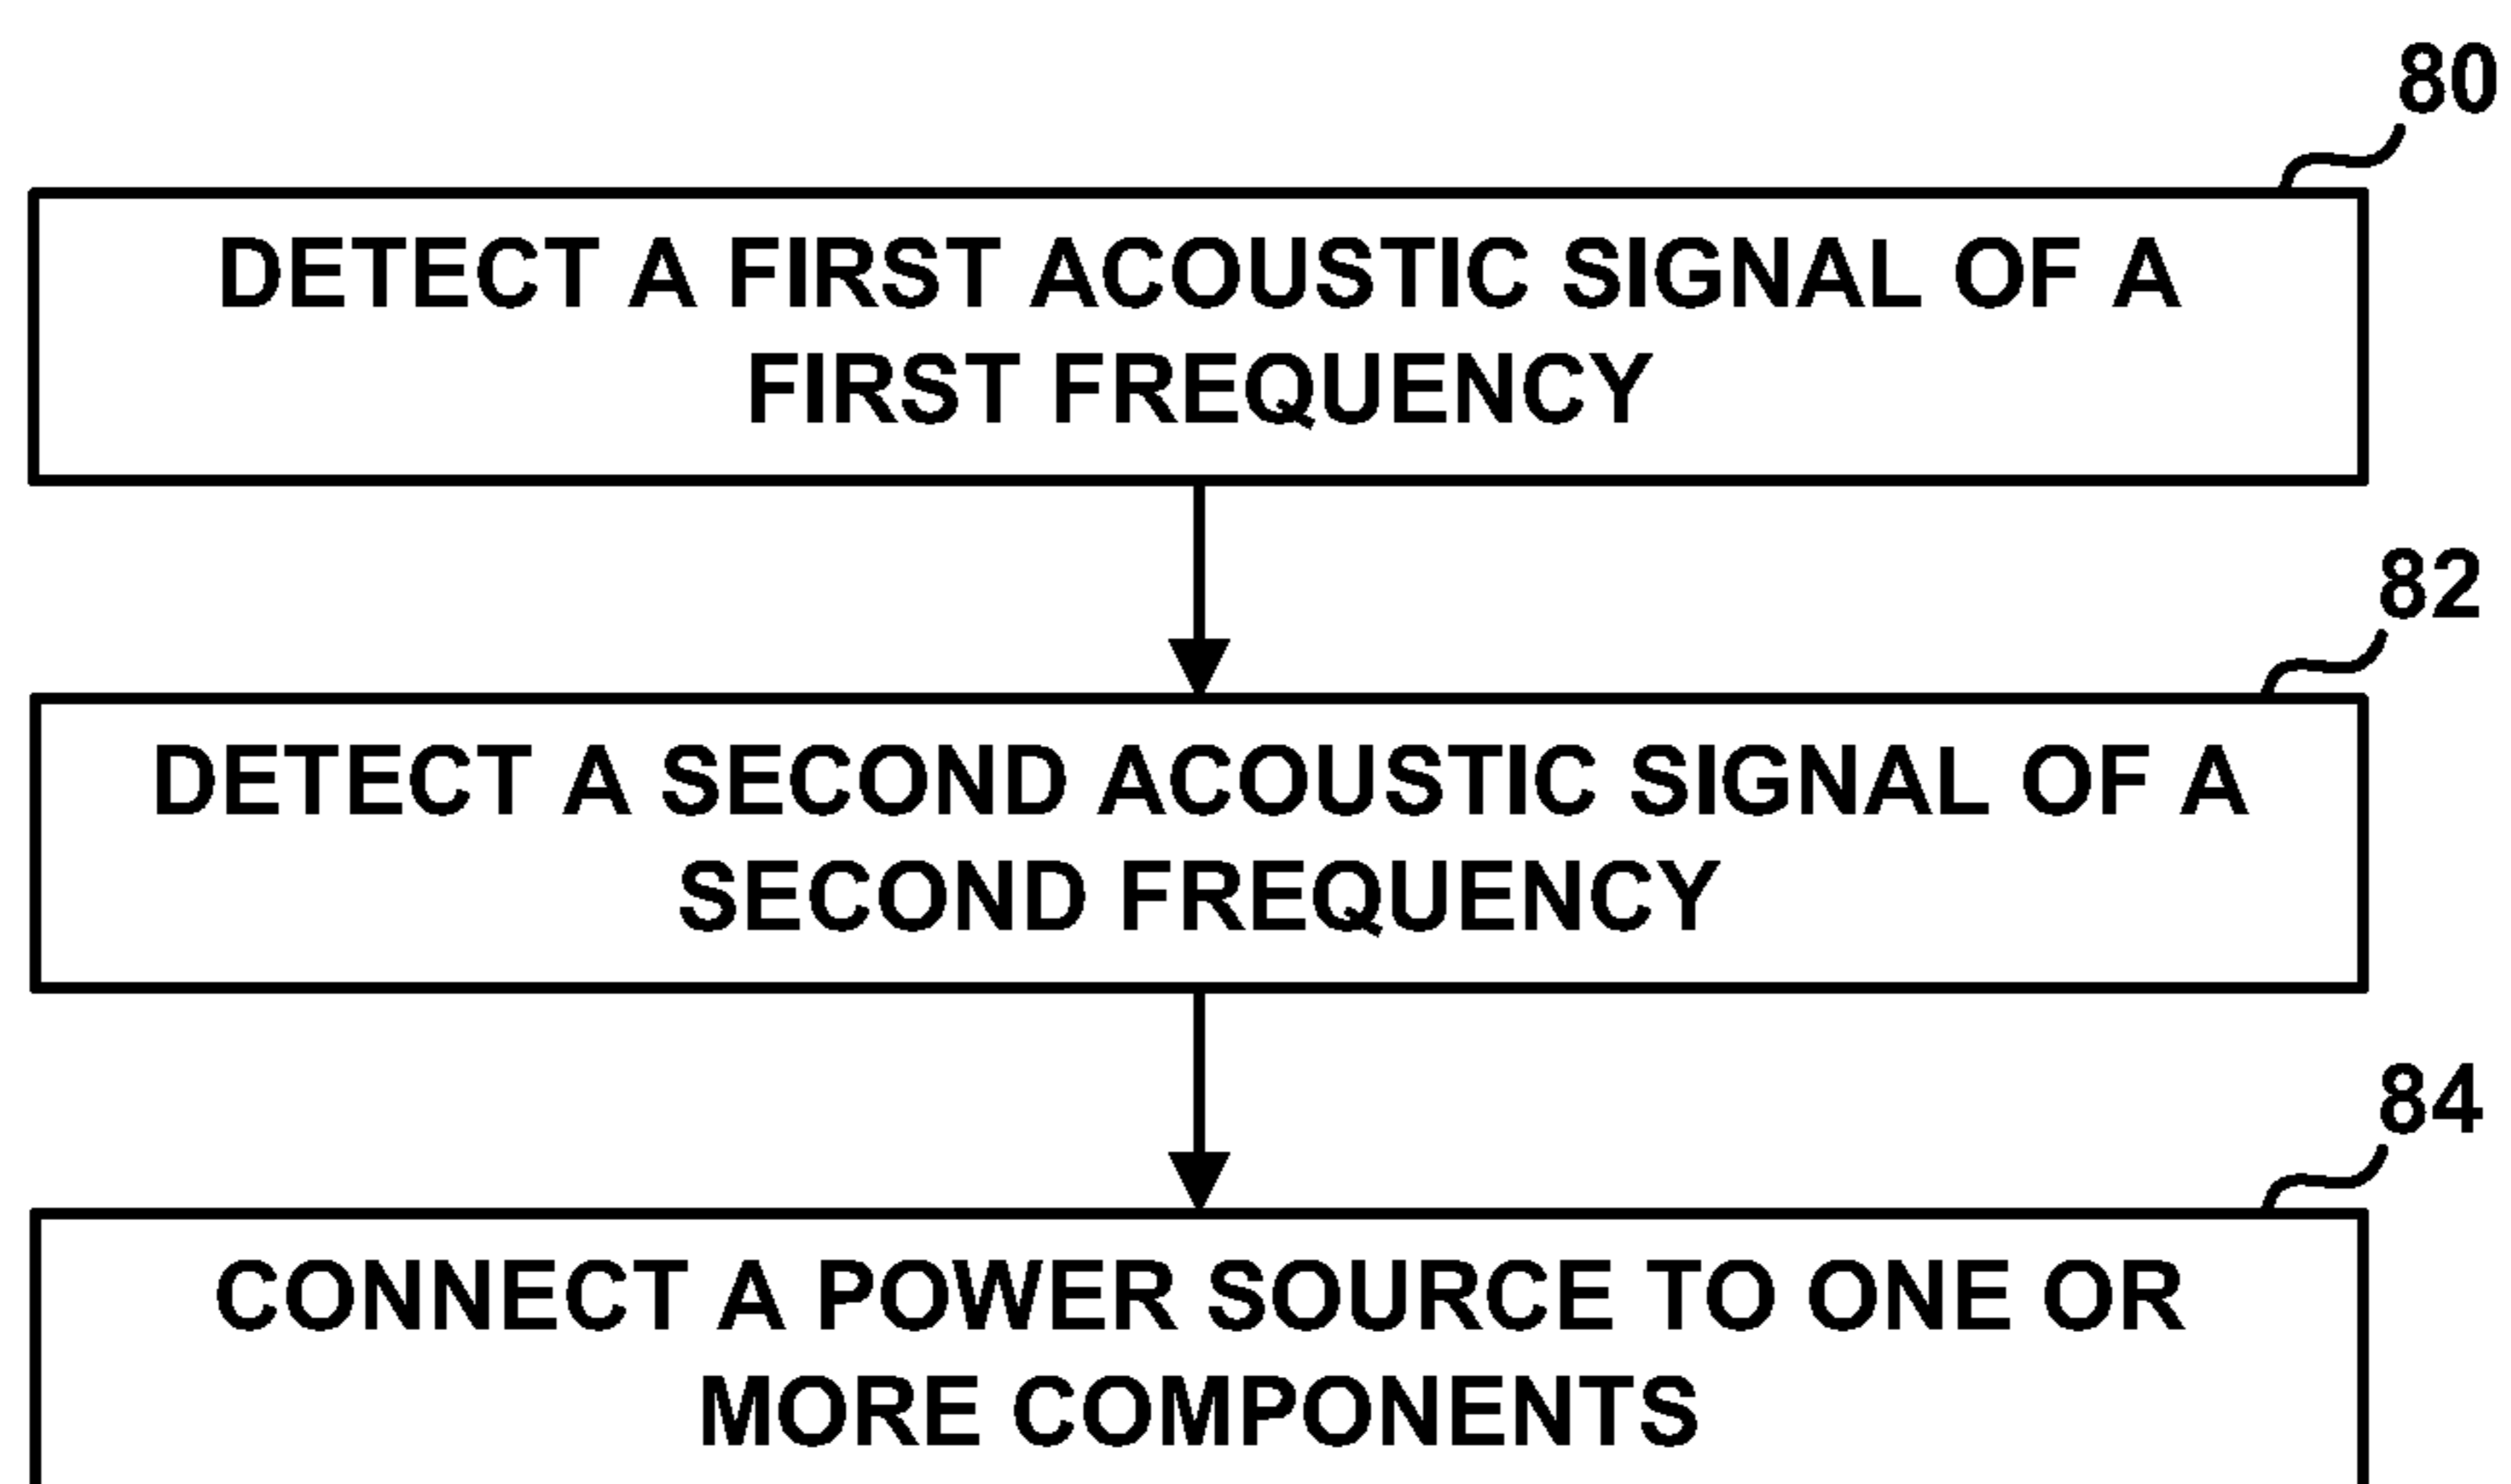 80
DETECT A FIRST ACOUSTIC SIGNAL OF A
FIRST FREQUENCY
82
DETECT A SECOND ACOUSTIC SIGNAL OF A
SECOND FREQUENCY
84
CONNECT A POWER SOURCE TO ONE OR
MORE COMPONENTS